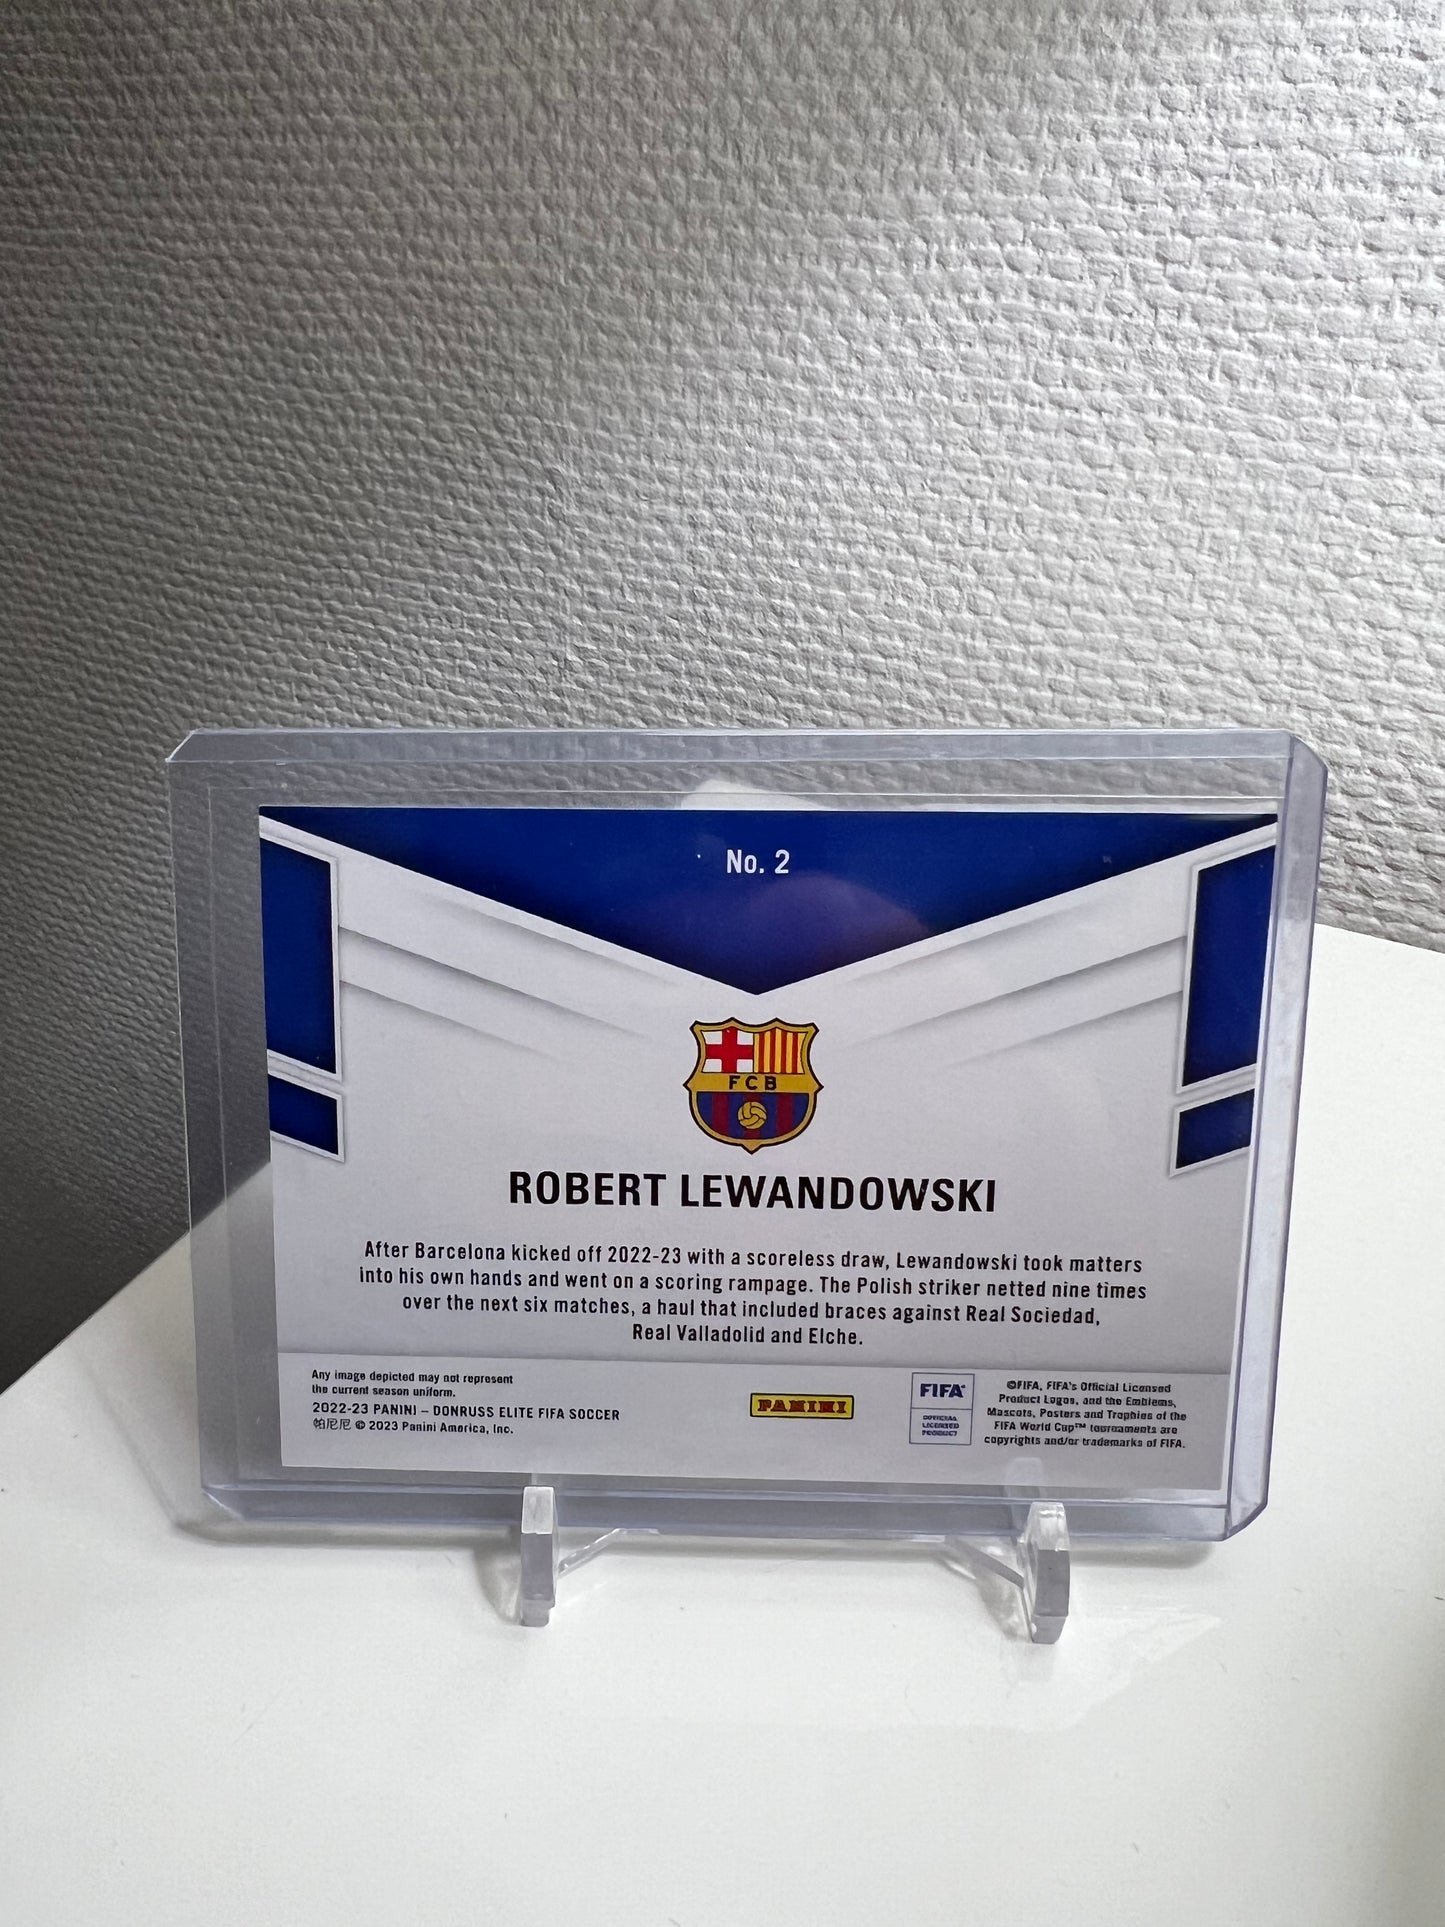 No. 2
FCB
ROBERT LEWANDOWSKI
After Barcelona kicked off 2022-23 with a scoreless draw, Lewandowski took matters
into his own hands and went on a scoring rampage. The Polish striker netted nine times
over the next six matches, a haul that included braces against Real Sociedad,
Real Valladolid and Elche.
Any image depicted may not represent
the current season uniform.
2022-23 PANINI – DONRUSS ELITE FIFA SOCCER
帕尼尼 © 2023 Panini America, Inc.
PANINI
FIFA®
OFFICIAL
LICENSED
PRODUCT
©FIFA, FIFA's Official Licensed
Product Logos, and the Emblems,
Mascots, Posters and Trophies of the
FIFA World Cup™ tournaments are
copyrights and/or trademarks of FIFA.